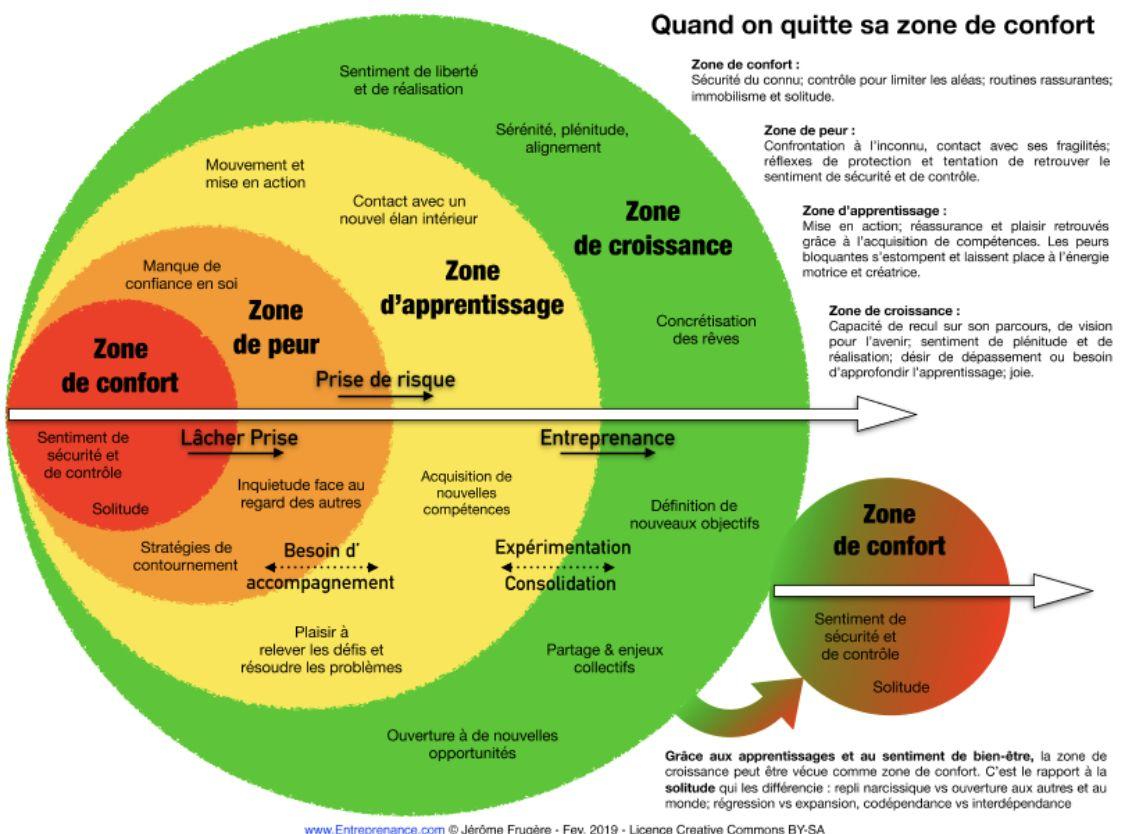 Quand on quitte sa zone de confort
Zone de confort :
Sécurité du connu; contrôle pour limiter les aléas; routines rassurantes;
immobilisme et solitude.
Zone de peur :
Confrontation à l'inconnu, contact avec ses fragilités;
réflexes de protection et tentation de retrouver le
sentiment de sécurité et de contrôle.
Zone d'apprentissage :
Mise en action; réassurance et plaisir retrouvés
grâce à l'acquisition de compétences. Les peurs
bloquantes s'estompent et laissent place à l'énergie
motrice et créatrice.
Zone de croissance :
Capacité de recul sur son parcours, de vision
pour l'avenir; sentiment de plénitude et de
réalisation; désir de dépassement ou besoin
d'approfondir l'apprentissage; joie.
Sentiment de liberté
et de réalisation
Sérénité, plénitude,
alignement
Zone
de croissance
Concrétisation
des rêves
Mouvement et
mise en action
Contact avec un
nouvel élan intérieur
Zone
d'apprentissage
Manque de
confiance en soi
Zone
de peur
Zone
de confort
Prise de risque
Lâcher Prise
Entreprenance
Sentiment de
sécurité et
de contrôle
Solitude
Inquietude face au
regard des autres
Stratégies de
contournement
Besoin d'
accompagnement
Acquisition de
nouvelles
compétences
Expérimentation
Consolidation
Définition de
nouveaux objectifs
Plaisir à
relever les défis et
résoudre les problèmes
Partage & enjeux
collectifs
Ouverture à de nouvelles
opportunités
Zone
de confort
Sentiment de
sécurité et
de contrôle
Solitude
Grâce aux apprentissages et au sentiment de bien-être, la zone de
croissance peut être vécue comme zone de confort. C'est le rapport à la
solitude qui les différencie : repli narcissique vs ouverture aux autres et au
monde; régression vs expansion, codépendance vs interdépendance
www.Entreprenance.com © Jérôme Frugère - Fev. 2019 - Licence Creative Commons BY-SA